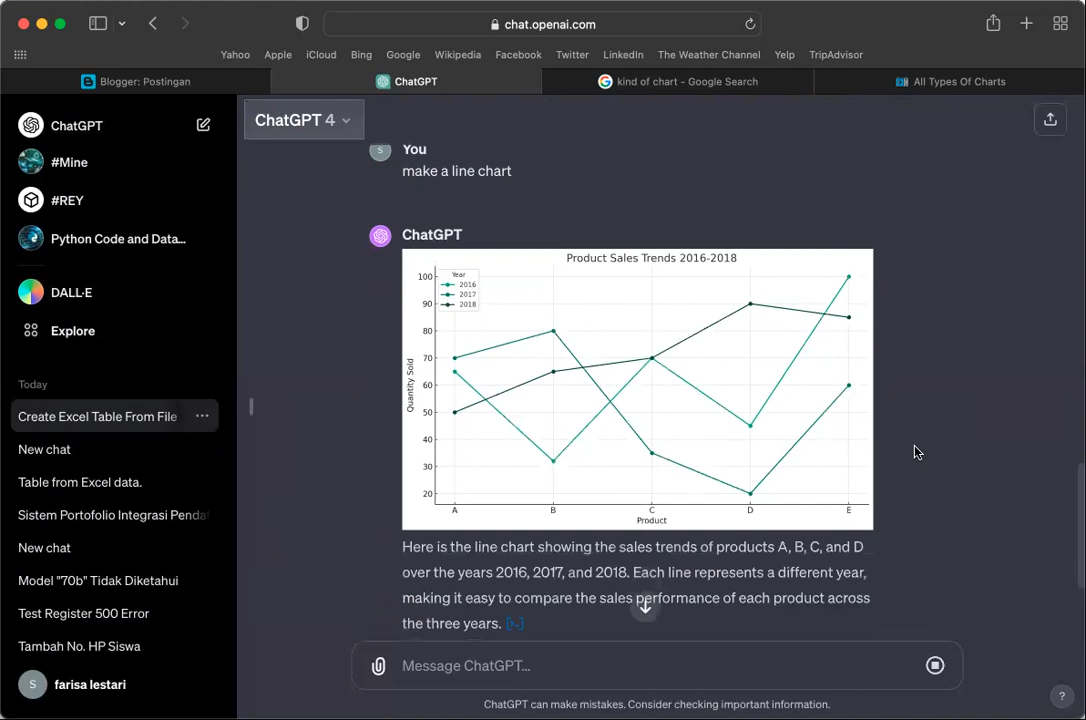 chat.openai.com
Yahoo Apple iCloud Bing Google Wikipedia Facebook Twitter LinkedIn The Weather Channel Yelp TripAdvisor
Blogger: Postingan
ChatGPT
kind of chart - Google Search
All Types Of Charts
ChatGPT
#Mine
#REY
Python Code and Data...
DALL·E
Explore
Today
Create Excel Table From File
New chat
Table from Excel data.
Sistem Portofolio Integrasi Penda
New chat
Model "70b" Tidak Diketahui
Test Register 500 Error
Tambah No. HP Siswa
S farisa lestari
ChatGPT 4
S You
make a line chart
ChatGPT
Product Sales Trends 2016-2018
Year
2016
2017
2018
Quantity Sold
100
90
80
70
60
50
40
30
20
A B C D E
Product
Here is the line chart showing the sales trends of products A, B, C, and D
over the years 2016, 2017, and 2018. Each line represents a different year,
making it easy to compare the sales performance of each product across
the three years. [>-]
Message ChatGPT...
ChatGPT can make mistakes. Consider checking important information.
?